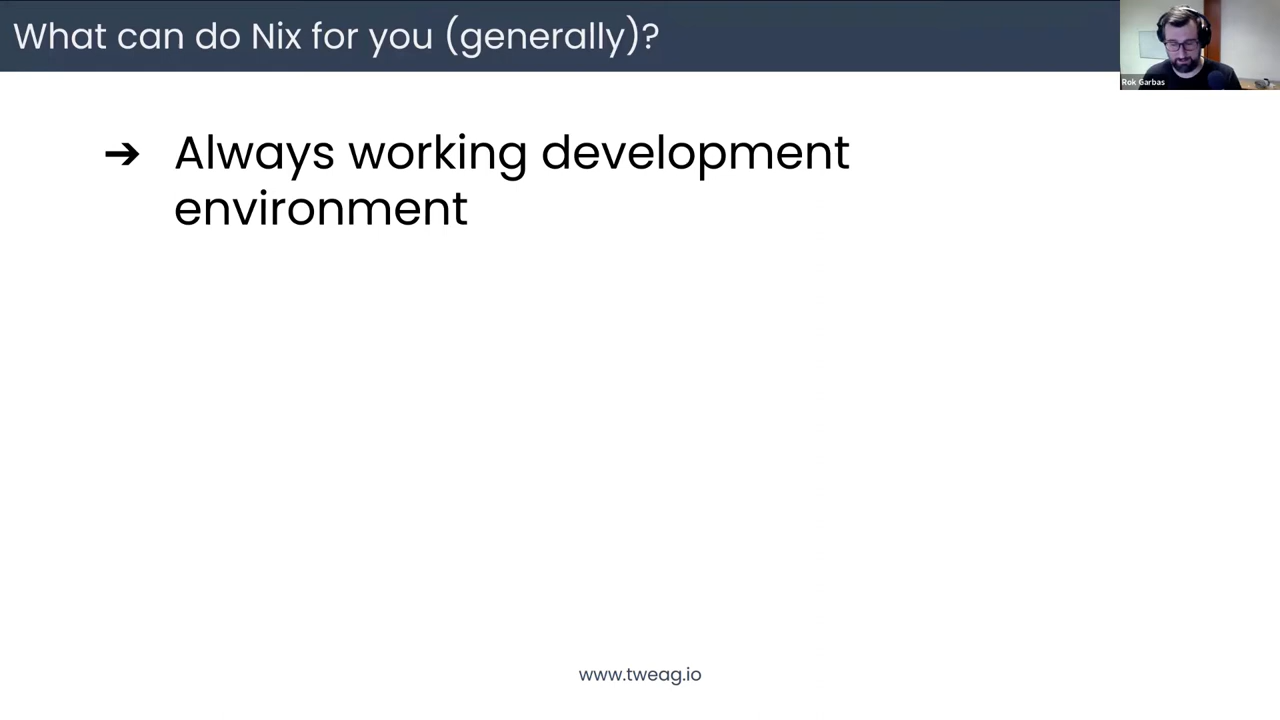 What can do Nix for you (generally)?
Rok Garbas
➔ Always working development
environment
www.tweag.io